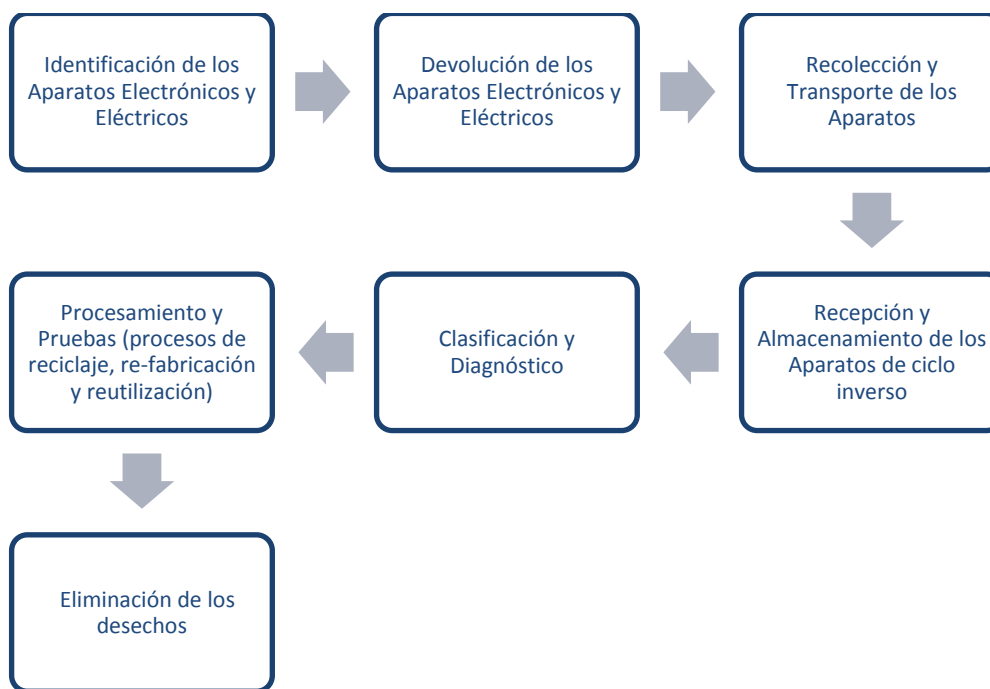 Identificación de los
Aparatos Electrónicos y
Eléctricos
Devolución de los
Aparatos Electrónicos y
Eléctricos
Recolección y
Transporte de los
Aparatos
Recepción y
Almacenamiento de los
Aparatos de ciclo
inverso
Clasificación y
Diagnóstico
Procesamiento y
Pruebas (procesos de
reciclaje, re-fabricación
y reutilización)
Eliminación de los
desechos